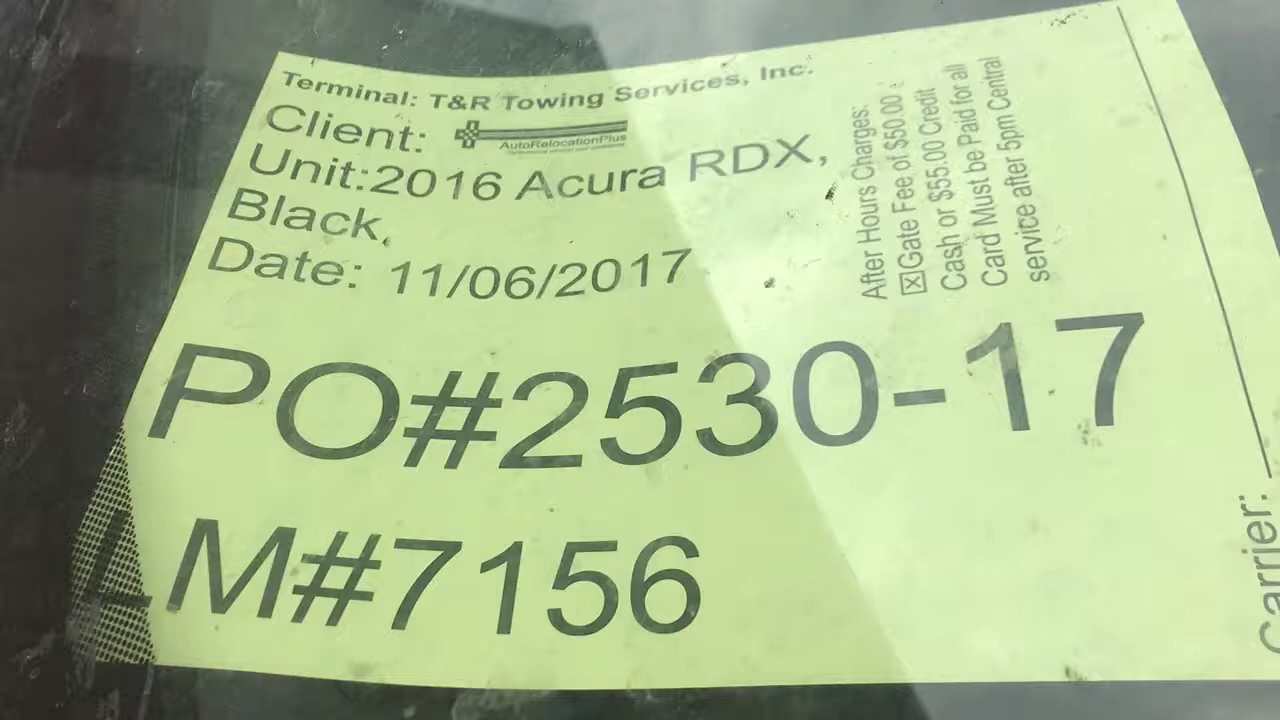 Terminal: T&R Towing Services, Inc.
Client: AutoRelocationPlus
Unit:2016 Acura RDX,
Black,
Date: 11/06/2017
PO#2530-17
LM#7156
After Hours Charges:
[X]Gate Fee of $50.00
Cash or $55.00 Credit
Card Must be Paid for all
service after 5pm Central
Carrier: